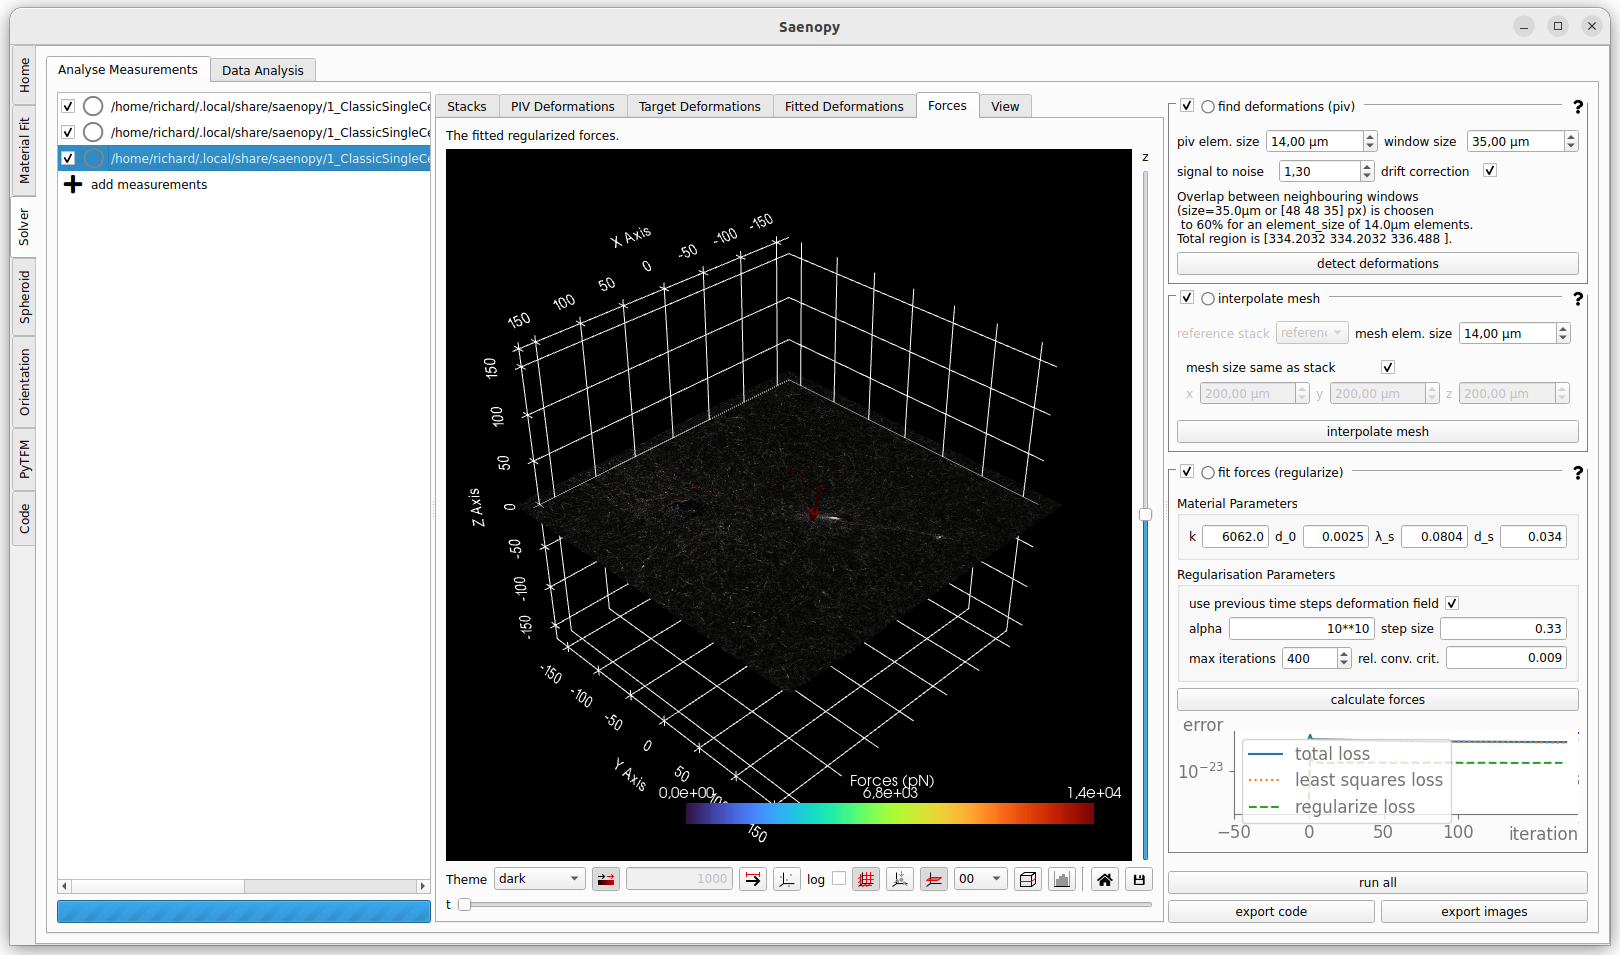 Saenopy
Home
Material Fit
Solver
Spheroid
Orientation
PyTFM
Code
Analyse Measurements
Data Analysis
/home/richard/.local/share/saenopy/1_ClassicSingleCe
/home/richard/.local/share/saenopy/1_ClassicSingleCe
/home/richard/.local/share/saenopy/1_ClassicSingleCe
add measurements
Stacks
PIV Deformations
Target Deformations
Fitted Deformations
Forces
View
The fitted regularized forces.
z
X Axis
-150
-100
-50
0
50
100
150
150
100
50
0
-50
-100
-150
Z Axis
-150
-100
-50
0
50
100
150
Y Axis
Forces (pN)
0,0e+00
6,8e+03
1,4e+04
Theme
dark
1000
log
00
t
find deformations (piv)
?
piv elem. size
14,00 μm
window size
35,00 μm
signal to noise
1,30
drift correction
Overlap between neighbouring windows
(size=35.0μm or [48 48 35] px) is choosen
to 60% for an element_size of 14.0μm elements.
Total region is [334.2032 334.2032 336.488 ].
detect deformations
interpolate mesh
?
reference stack
referenc
mesh elem. size
14,00 μm
mesh size same as stack
x
200,00 μm
y
200,00 μm
z
200,00 μm
interpolate mesh
fit forces (regularize)
?
Material Parameters
k
6062.0
d_0
0.0025
λ_s
0.0804
d_s
0.034
Regularisation Parameters
use previous time steps deformation field
alpha
10**10
step size
0.33
max iterations
400
rel. conv. crit.
0.009
calculate forces
error
10⁻²³
total loss
least squares loss
regularize loss
−50
0
50
100
iteration
run all
export code
export images